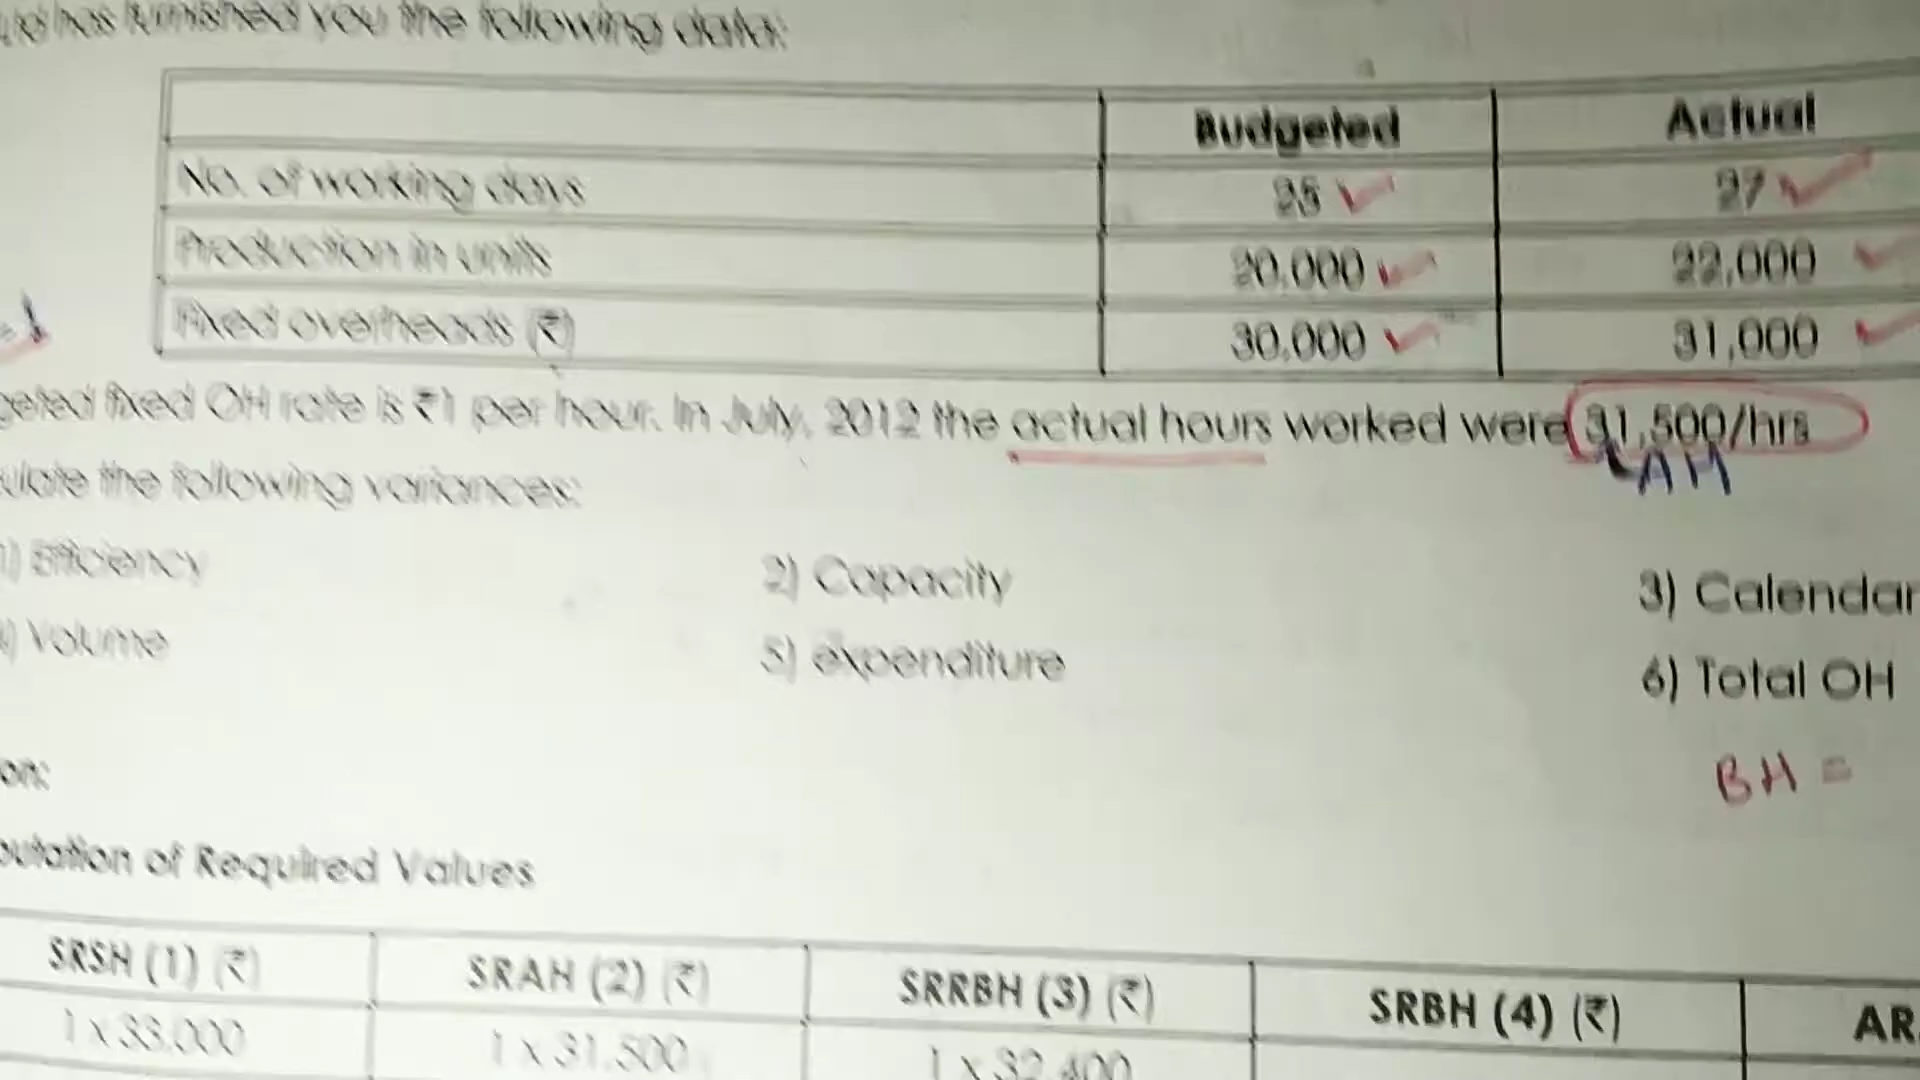 has furnished you the following data:
Budgeted Actual
No. of working days 25 27
Production in units 20,000 22,000
Fixed overheads (₹) 30,000 31,000
geted fixed OH rate is ₹1 per hour. In July, 2012 the actual hours worked were 31,500/hrs
AH
ulate the following variances:
1) Efficiency 2) Capacity 3) Calendar
) Volume 5) expenditure 6) Total OH
BH =
on:
putation of Required Values
SRSH (1) (₹) SRAH (2) (₹) SRRBH (3) (₹) SRBH (4) (₹) AR
1 x 33,000 1 x 31,500 1 x 32,400